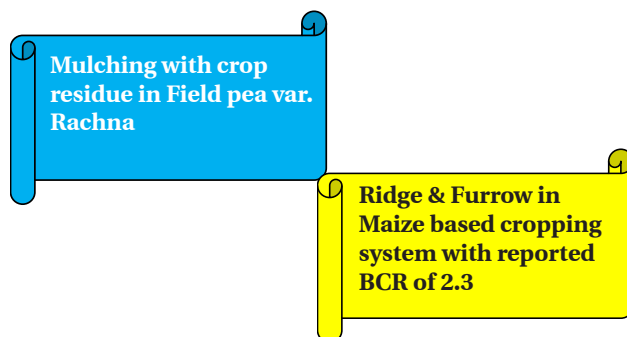 Mulching with crop
residue in Field pea var.
Rachna
Ridge & Furrow in
Maize based cropping
system with reported
BCR of 2.3